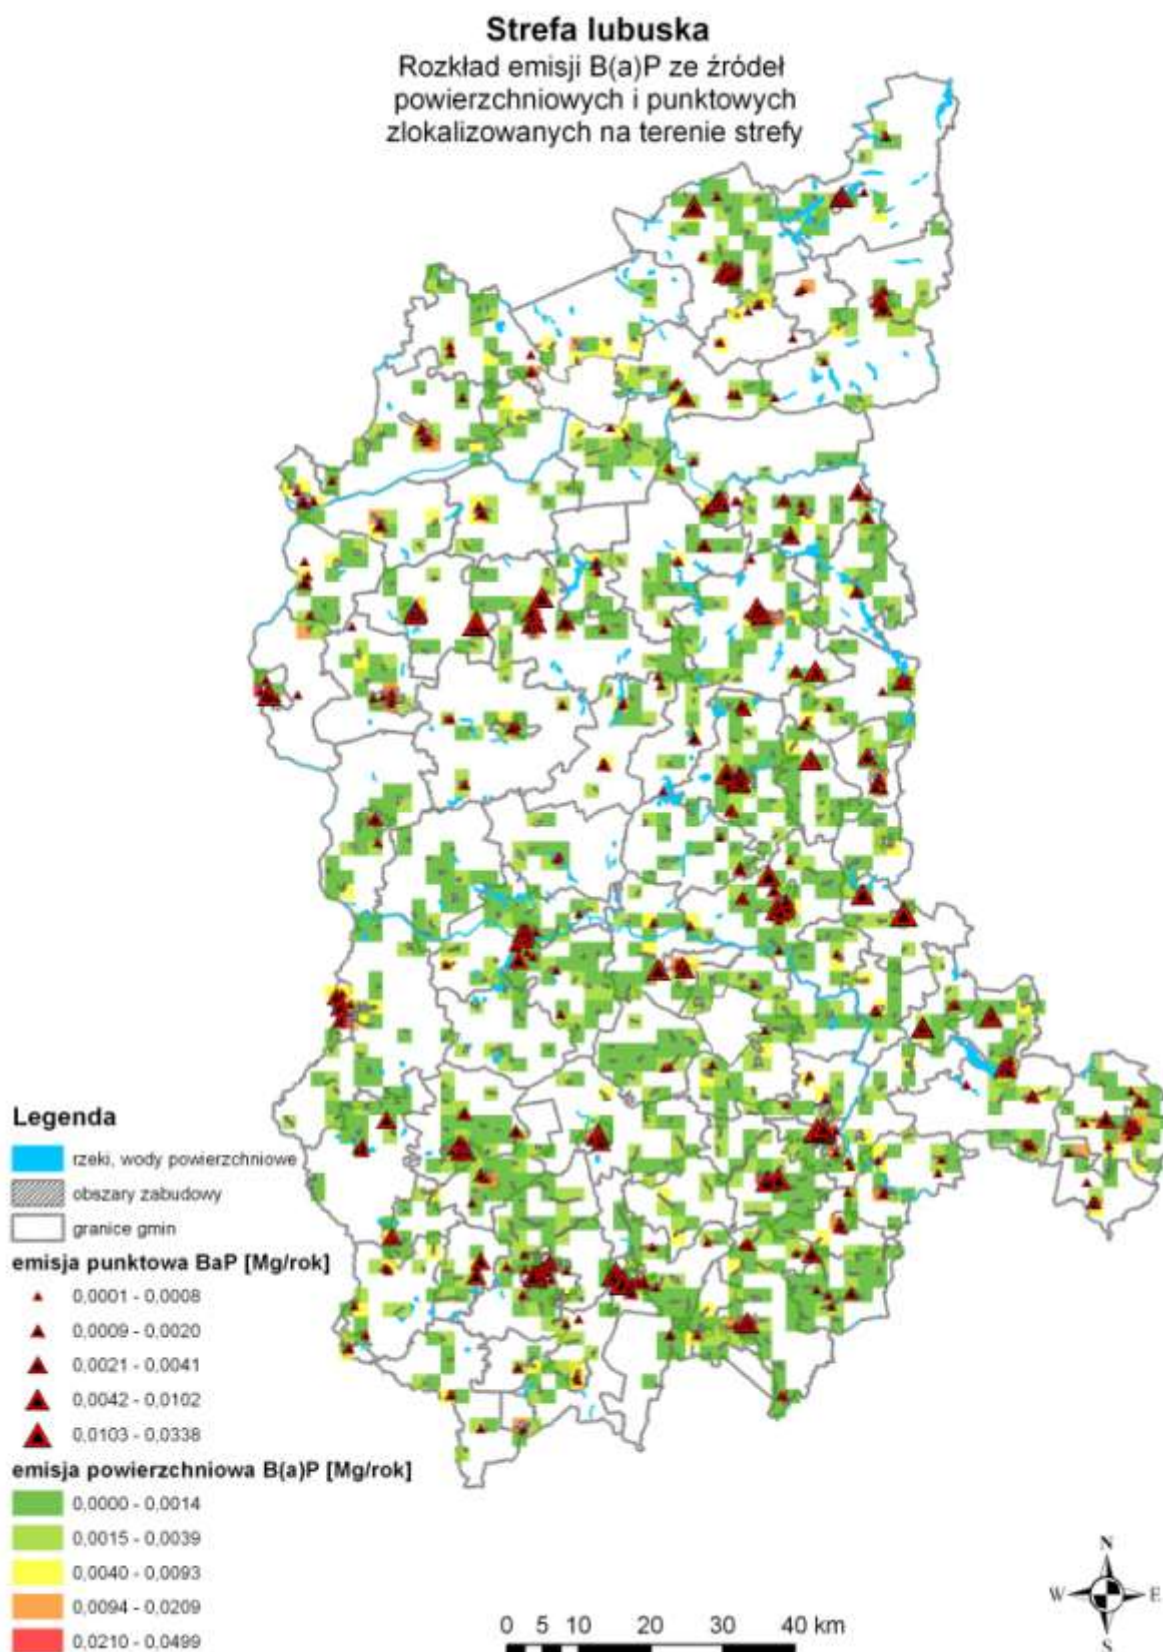 Strefa lubuska
Rozkład emisji B(a)P ze źródeł
powierzchniowych i punktowych
zlokalizowanych na terenie strefy
Legenda
rzeki, wody powierzchniowe
obszary zabudowy
granice gmin
emisja punktowa BaP [Mg/rok]
0,0001 - 0,0008
0,0009 - 0,0020
0,0021 - 0,0041
0,0042 - 0,0102
0,0103 - 0,0338
emisja powierzchniowa B(a)P [Mg/rok]
0,0000 - 0,0014
0,0015 - 0,0039
0,0040 - 0,0093
0,0094 - 0,0209
0,0210 - 0,0499
0 5 10 20 30 40 km
N
W E
S